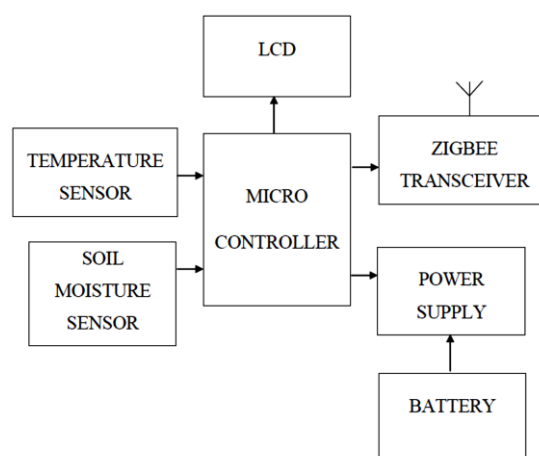 LCD
TEMPERATURE
SENSOR
MICRO
CONTROLLER
ZIGBEE
TRANSCEIVER
SOIL
MOISTURE
SENSOR
POWER
SUPPLY
BATTERY